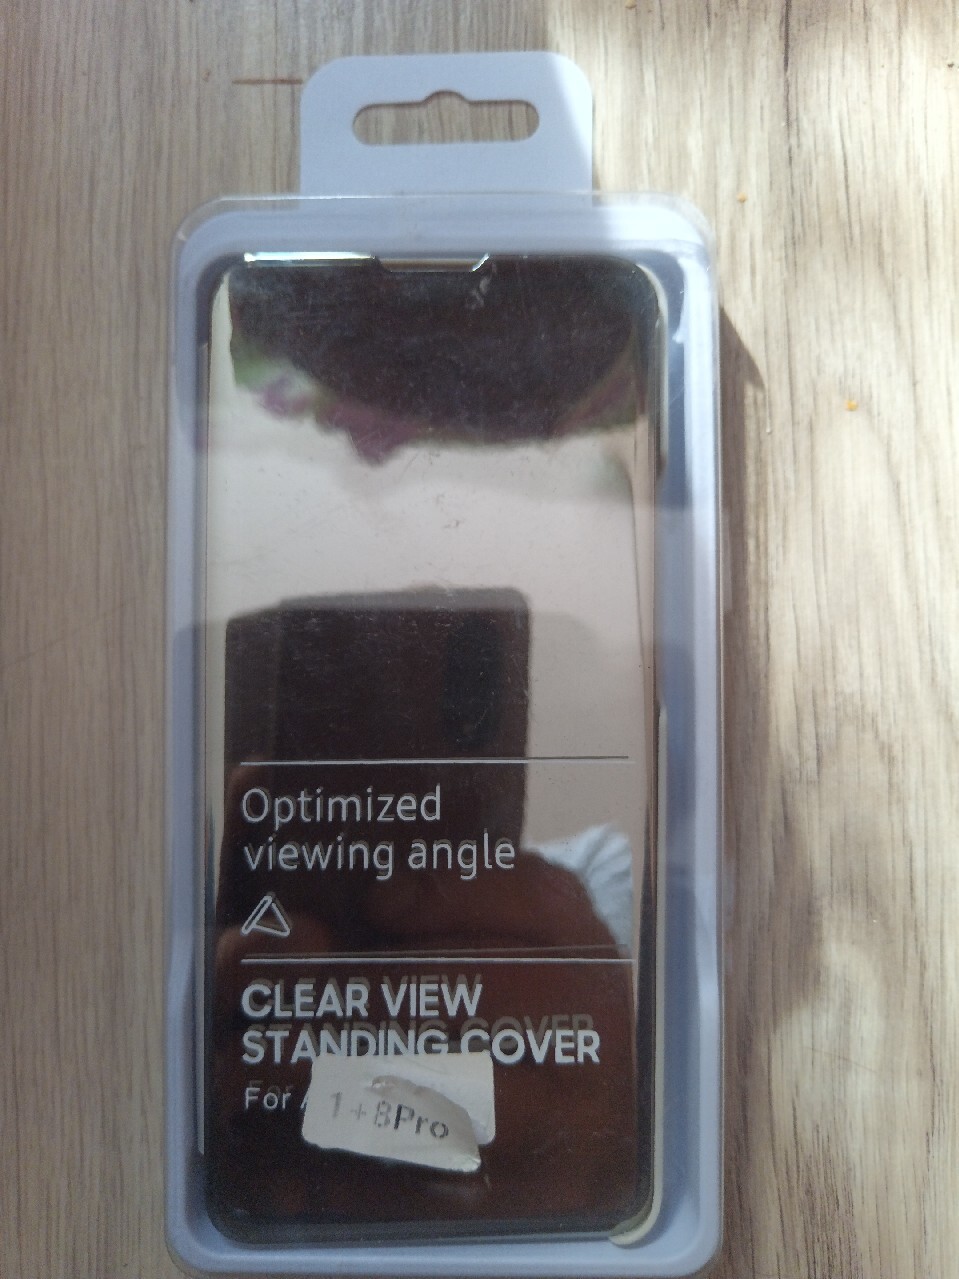 Optimized
viewing angle
CLEAR VIEW
STANDING COVER
For
1+8Pro